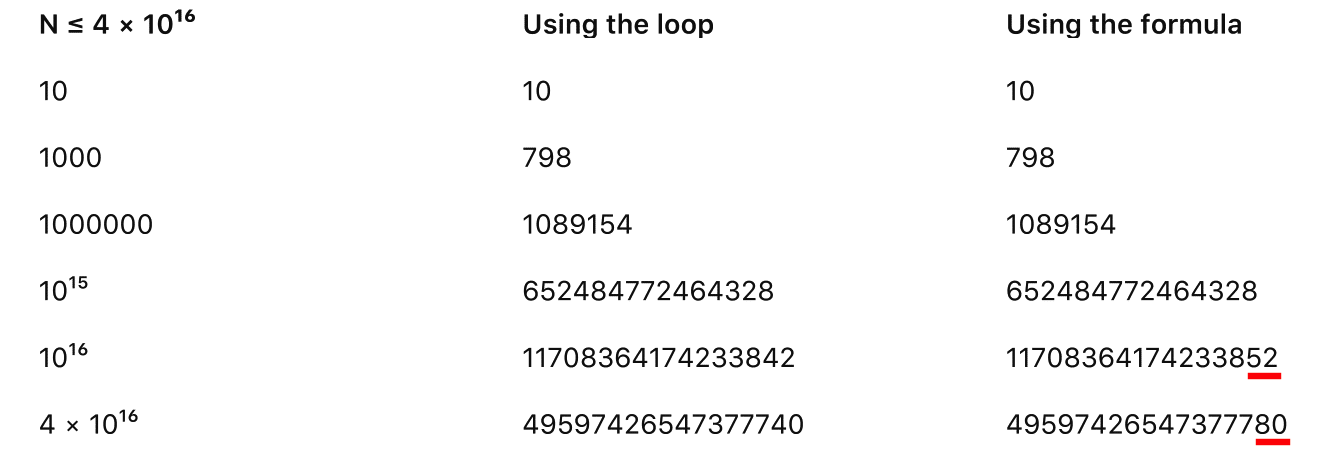 N ≤ 4 × 10¹⁶ Using the loop Using the formula
10 10 10
1000 798 798
1000000 1089154 1089154
10¹⁵ 652484772464328 652484772464328
10¹⁶ 11708364174233842 11708364174233852
4 × 10¹⁶ 49597426547377740 49597426547377780